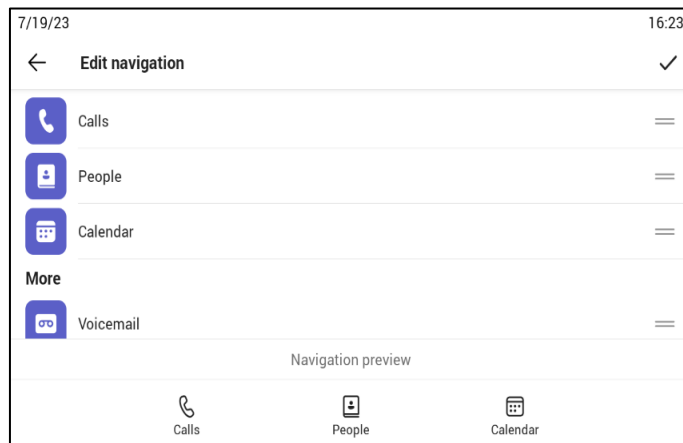 7/19/23 16:23
Edit navigation
Calls
People
Calendar
More
Voicemail
Navigation preview
Calls People Calendar